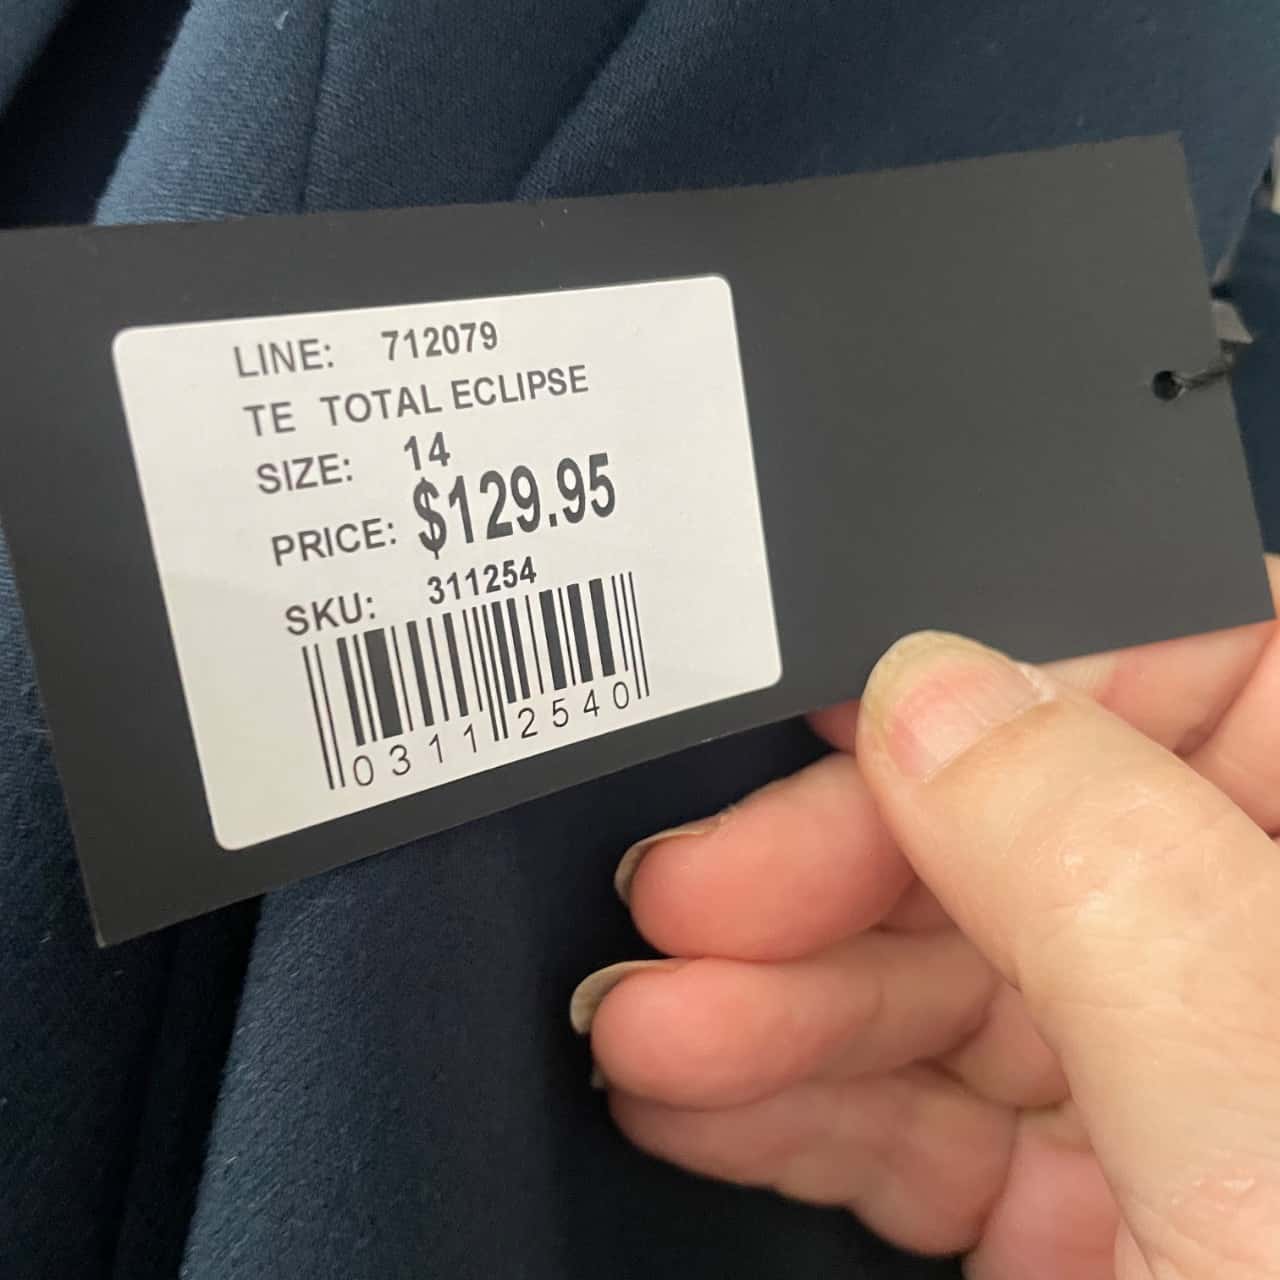 LINE: 712079
TE TOTAL ECLIPSE
SIZE: 14
PRICE: $129.95
SKU: 311254
0311 2540